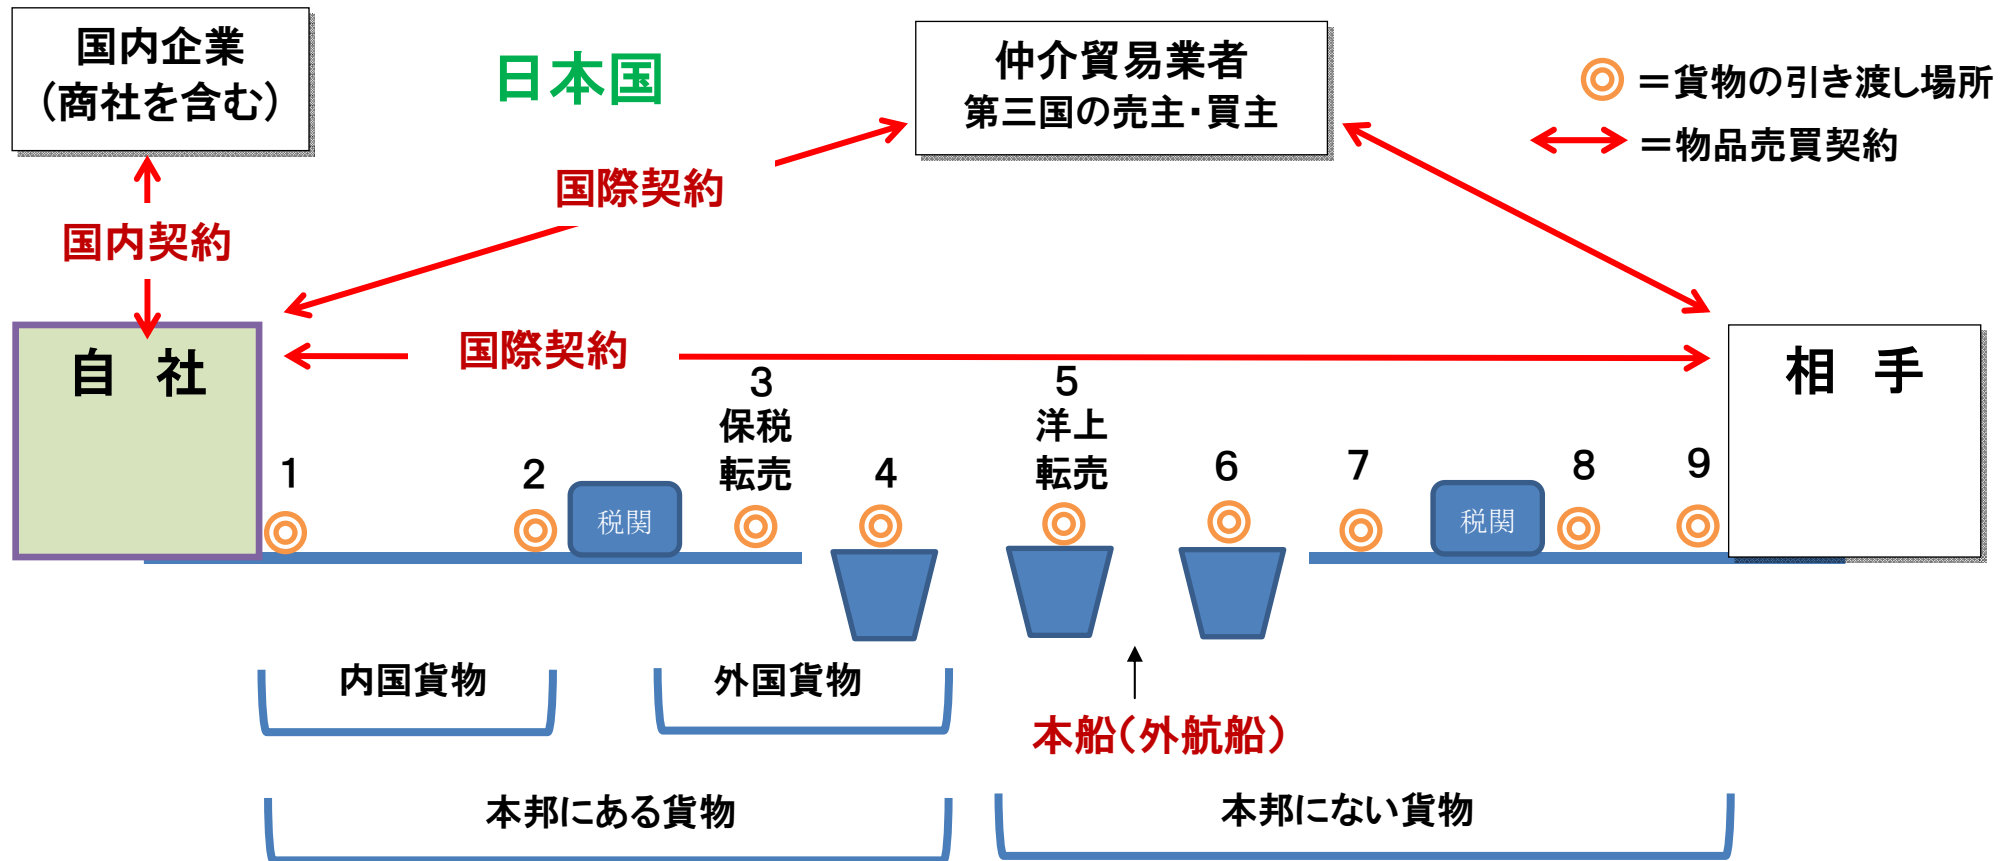 国内企業
（商社を含む）
日本国
仲介貿易業者
第三国の売主・買主
＝貨物の引き渡し場所
＝物品売買契約
国際契約
国内契約
国際契約
自　社
相　手
1
2
税関
3
保税
転売
4
5
洋上
転売
6
7
税関
8
9
内国貨物
外国貨物
本船（外航船）
本邦にある貨物
本邦にない貨物